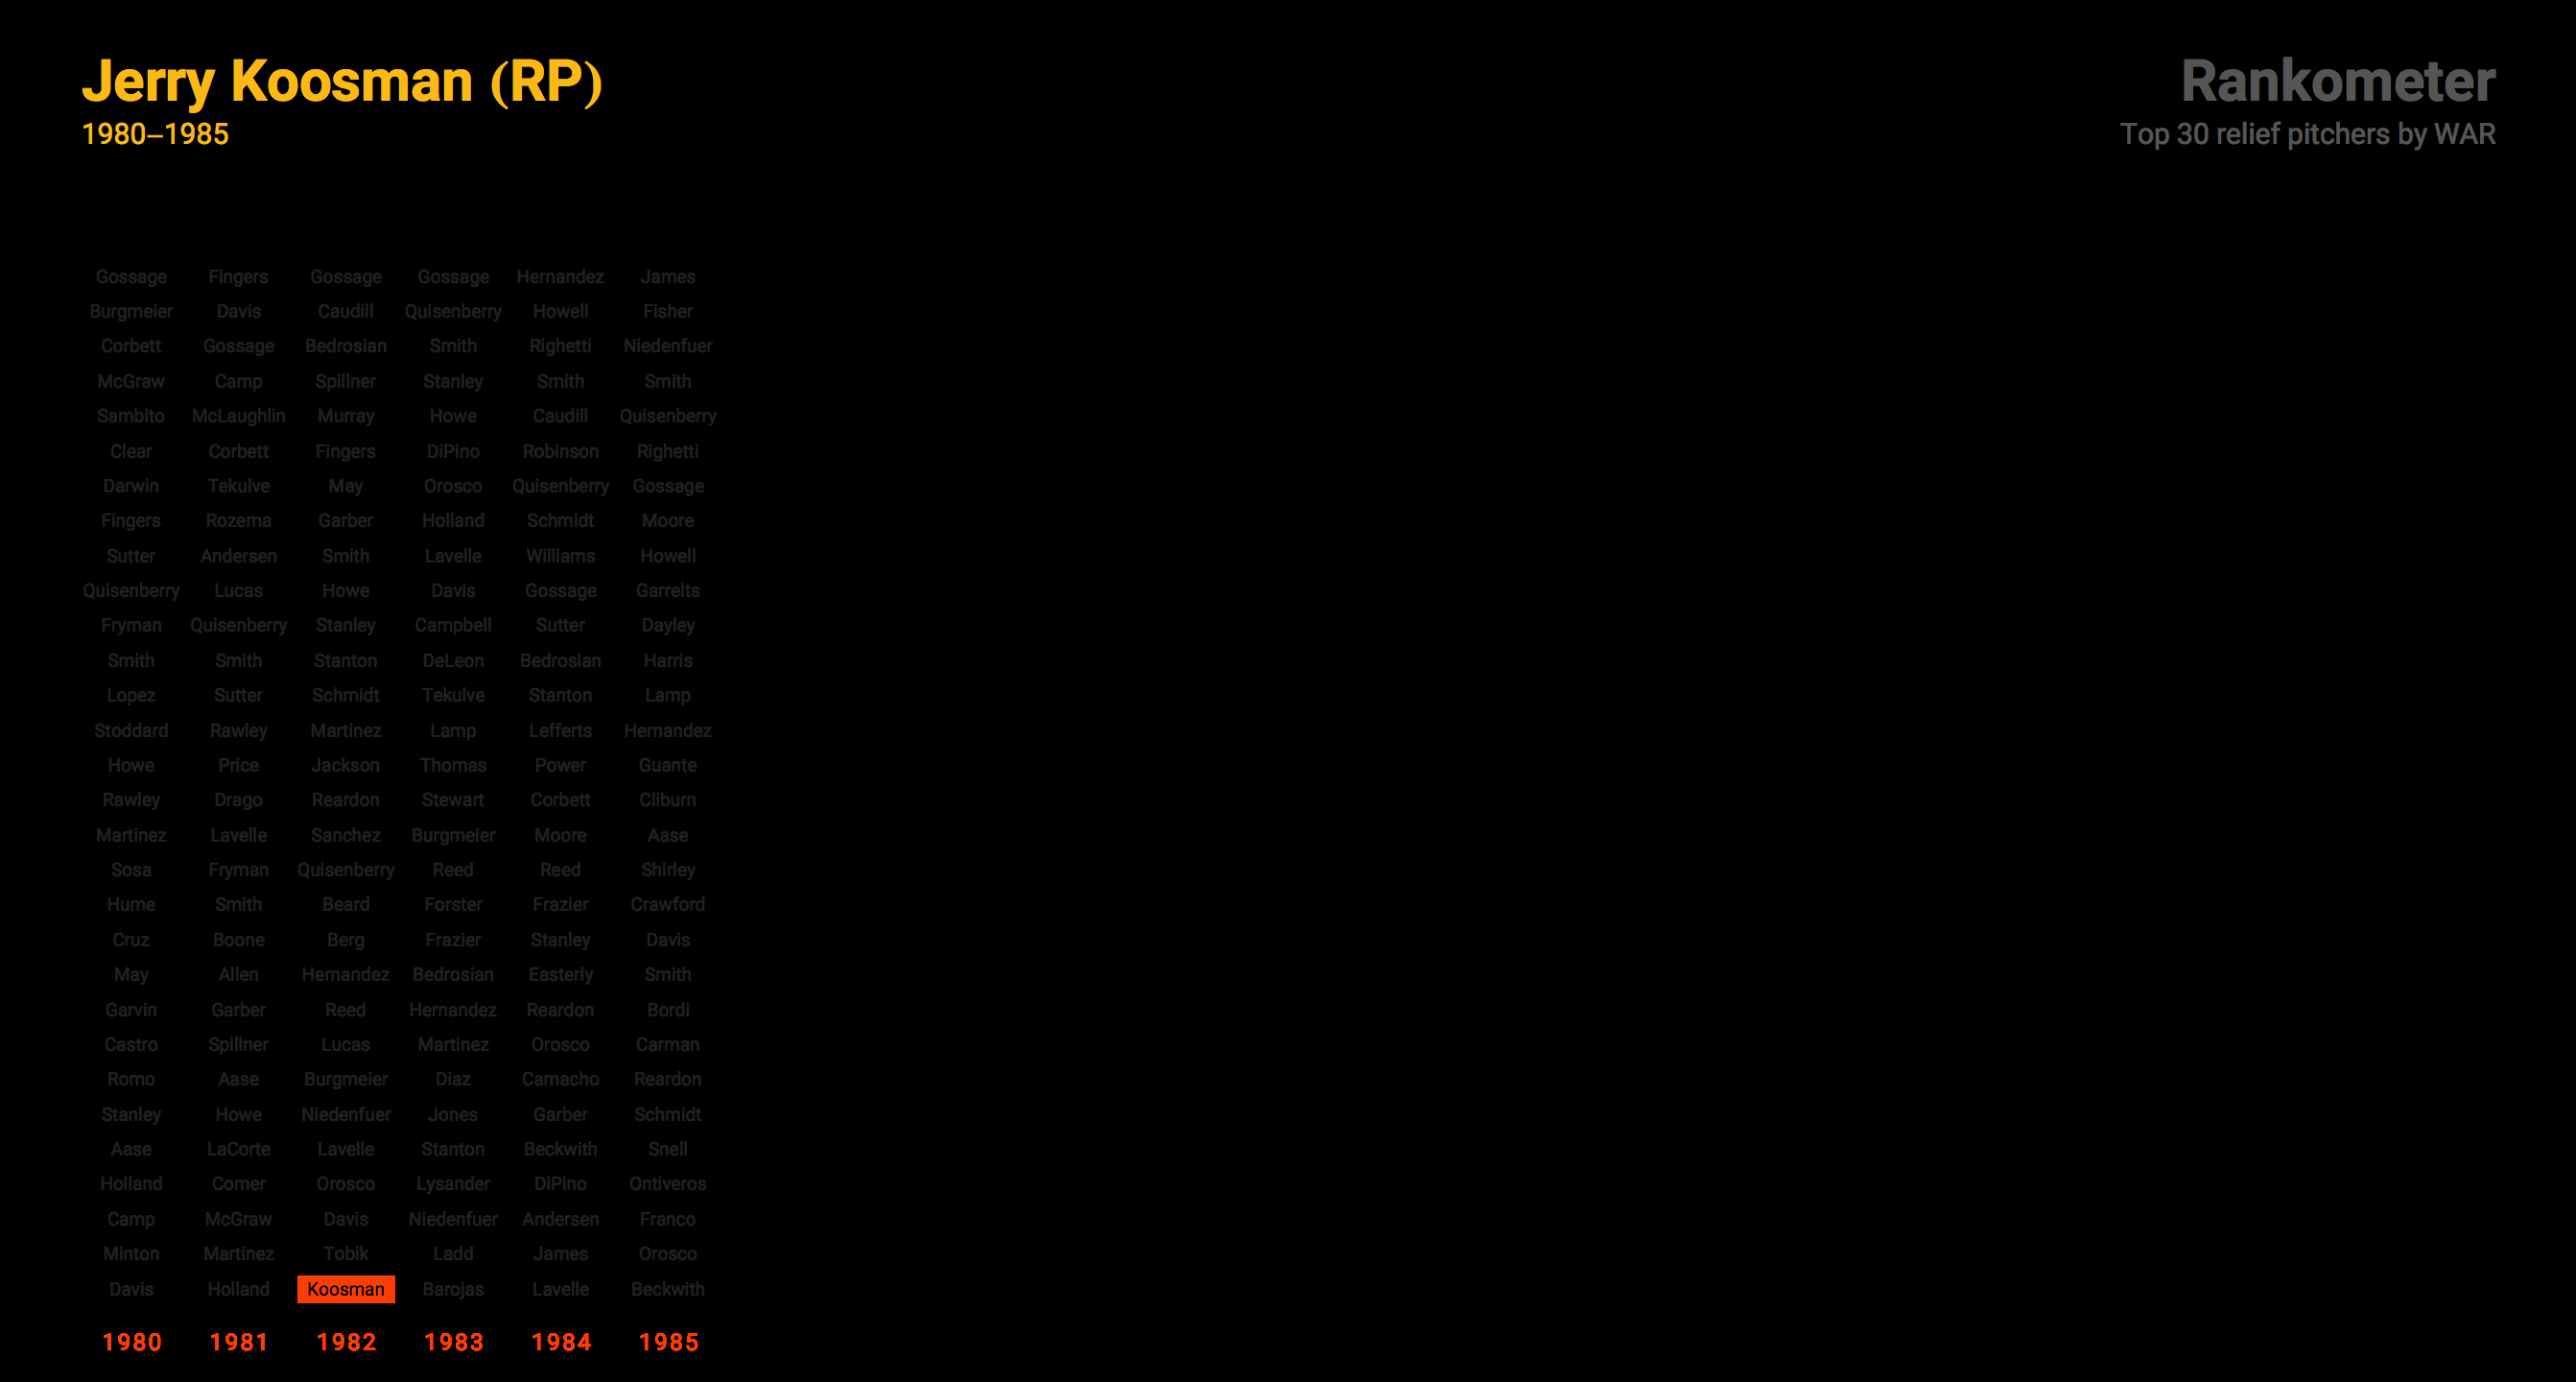 Jerry Koosman (RP)
1980–1985
Rankometer
Top 30 relief pitchers by WAR
Gossage Fingers Gossage Gossage Hernandez James
Burgmeier Davis Caudill Quisenberry Howell Fisher
Corbett Gossage Bedrosian Smith Righetti Niedenfuer
McGraw Camp Spillner Stanley Smith Smith
Sambito McLaughlin Murray Howe Caudill Quisenberry
Clear Corbett Fingers DiPino Robinson Righetti
Darwin Tekulve May Orosco Quisenberry Gossage
Fingers Rozema Garber Holland Schmidt Moore
Sutter Andersen Smith Lavelle Williams Howell
Quisenberry Lucas Howe Davis Gossage Garrelts
Fryman Quisenberry Stanley Campbell Sutter Dayley
Smith Smith Stanton DeLeon Bedrosian Harris
Lopez Sutter Schmidt Tekulve Stanton Lamp
Stoddard Rawley Martinez Lamp Lefferts Hernandez
Howe Price Jackson Thomas Power Guante
Rawley Drago Reardon Stewart Corbett Cliburn
Martinez Lavelle Sanchez Burgmeier Moore Aase
Sosa Fryman Quisenberry Reed Reed Shirley
Hume Smith Beard Forster Frazier Crawford
Cruz Boone Berg Frazier Stanley Davis
May Allen Hernandez Bedrosian Easterly Smith
Garvin Garber Reed Hernandez Reardon Bordi
Castro Spillner Lucas Martinez Orosco Carman
Romo Aase Burgmeier Diaz Camacho Reardon
Stanley Howe Niedenfuer Jones Garber Schmidt
Aase LaCorte Lavelle Stanton Beckwith Snell
Holland Comer Orosco Lysander DiPino Ontiveros
Camp McGraw Davis Niedenfuer Andersen Franco
Minton Martinez Tobik Ladd James Orosco
Davis Holland Koosman Barojas Lavelle Beckwith
1980 1981 1982 1983 1984 1985